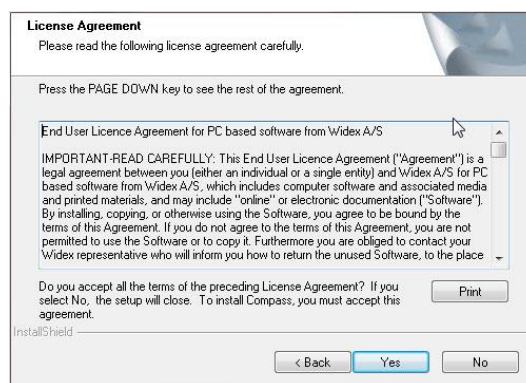 License Agreement
Please read the following license agreement carefully.
Press the PAGE DOWN key to see the rest of the agreement.
End User Licence Agreement for PC based software from Widex A/S
IMPORTANT-READ CAREFULLY: This End User Licence Agreement ("Agreement") is a
legal agreement between you (either an individual or a single entity) and Widex A/S for PC
based software from Widex A/S, which includes computer software and associated media
and printed materials, and may include "online" or electronic documentation ("Software").
By installing, copying, or otherwise using the Software, you agree to be bound by the
terms of this Agreement. If you do not agree to the terms of this Agreement, you are not
permitted to use the Software or to copy it. Furthermore you are obliged to contact your
Widex representative who will inform you how to return the unused Software, to the place
Do you accept all the terms of the preceding License Agreement? If you
select No, the setup will close. To install Compass, you must accept this
agreement.
Print
InstallShield
< Back
Yes
No